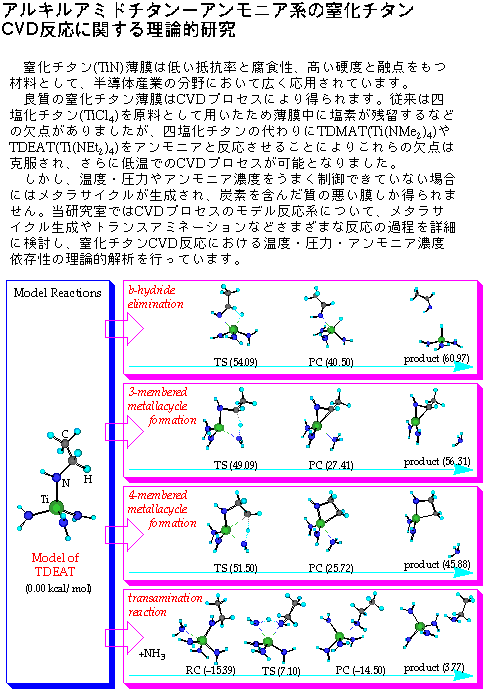 アルキルアミドチタンーアンモニア系の窒化チタン
CVD反応に関する理論的研究
窒化チタン(TiN)薄膜は低い抵抗率と腐食性、高い硬度と融点をもつ
材料として、半導体産業の分野において広く応用されています。
良質の窒化チタン薄膜はCVDプロセスにより得られます。従来は四
塩化チタン(TiCl4)を原料として用いたため薄膜中に塩素が残留するなど
の欠点がありましたが、四塩化チタンの代わりにTDMAT(Ti(NMe2)4)や
TDEAT(Ti(NEt2)4)をアンモニアと反応させることによりこれらの欠点は
克服され、さらに低温でのCVDプロセスが可能となりました。
しかし、温度・圧力やアンモニア濃度をうまく制御できていない場合
にはメタラサイクルが生成され、炭素を含んだ質の悪い膜しか得られま
せん。当研究室ではCVDプロセスのモデル反応系について、メタラサ
イクル生成やトランスアミネーションなどさまざまな反応の過程を詳細
に検討し、窒化チタンCVD反応における温度・圧力・アンモニア濃度
依存性の理論的解析を行っています。
Model Reactions
C
H
N
Ti
Model of
TDEAT
(0.00 kcal/ mol)
b-hydride
elimination
TS (54.09)
PC (40.50)
product (60.97)
3-membered
metallacycle
formation
TS (49.09)
PC (27.41)
product (56.31)
4-membered
metallacycle
formation
TS (51.50)
PC (25.72)
product (45.88)
transamination
reaction
+NH3
RC (−15.39)
TS (7.10)
PC (−14.50)
product (3.77)